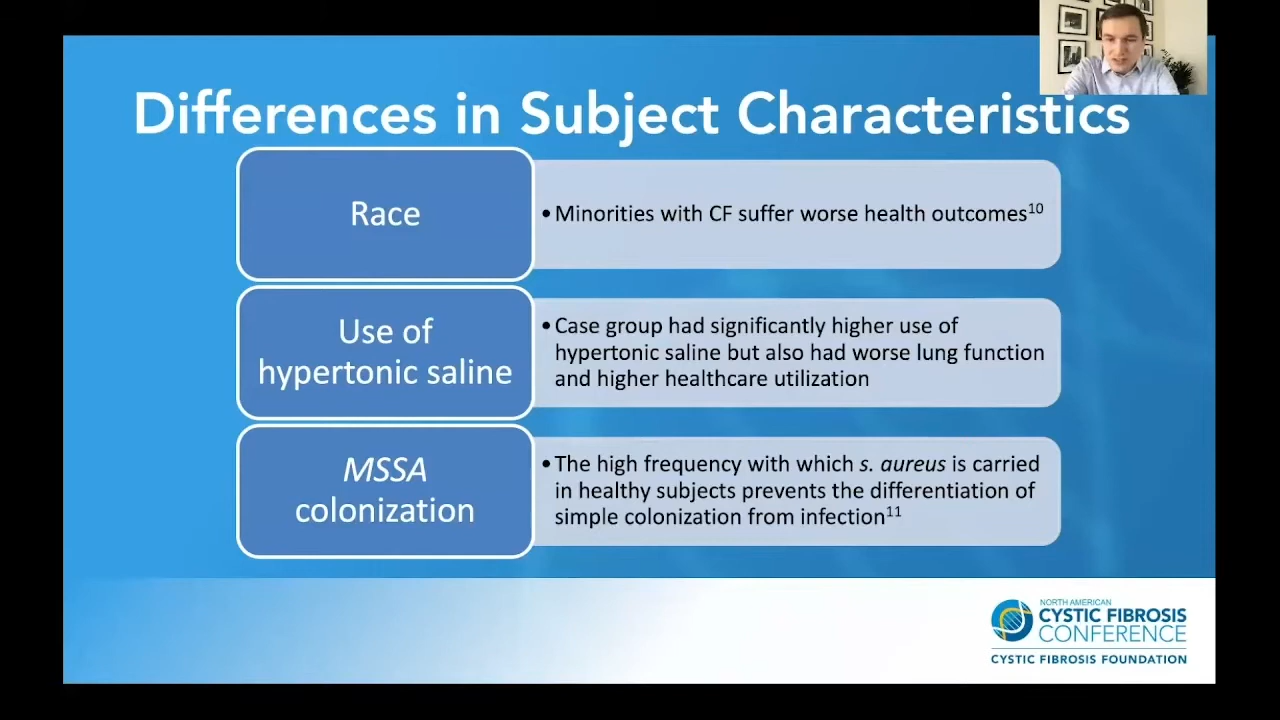 Differences in Subject Characteristics
Race
• Minorities with CF suffer worse health outcomes¹⁰
Use of
hypertonic saline
• Case group had significantly higher use of
hypertonic saline but also had worse lung function
and higher healthcare utilization
MSSA
colonization
• The high frequency with which s. aureus is carried
in healthy subjects prevents the differentiation of
simple colonization from infection¹¹
NORTH AMERICAN
CYSTIC FIBROSIS
CONFERENCE
CYSTIC FIBROSIS FOUNDATION